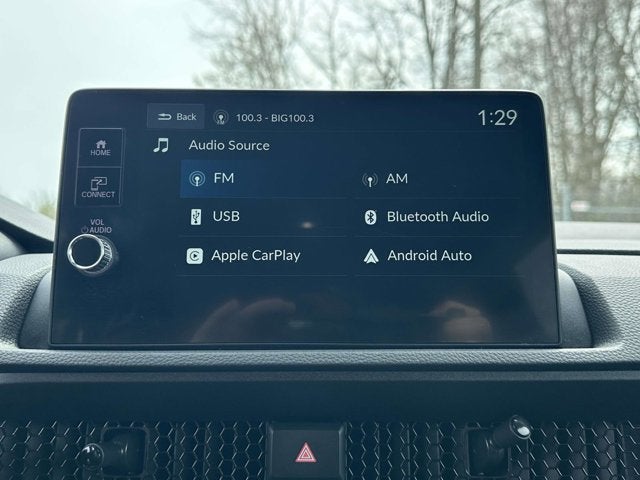 Back
100.3 - BIG100.3
1:29
HOME
Audio Source
FM
AM
CONNECT
USB
Bluetooth Audio
VOL
AUDIO
Apple CarPlay
Android Auto